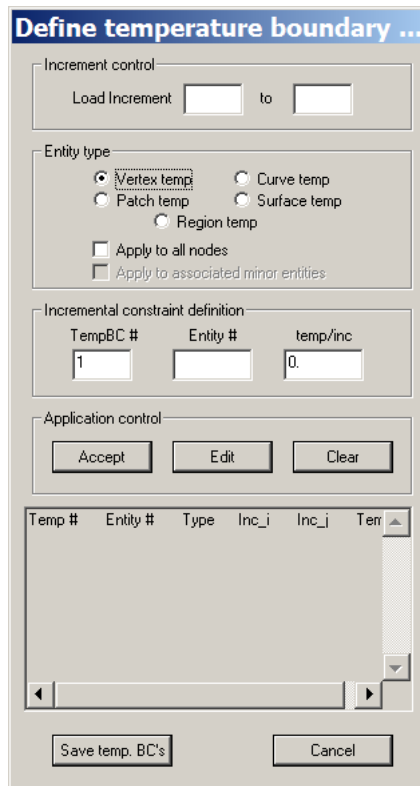 Define temperature boundary ...
Increment control
Load Increment to
Entity type
Vertex temp Curve temp
Patch temp Surface temp
Region temp
Apply to all nodes
Apply to associated minor entities
Incremental constraint definition
TempBC # Entity # temp/inc
1 0.
Application control
Accept Edit Clear
Temp # Entity # Type Inc_i Inc_j Tem
Save temp. BC's Cancel